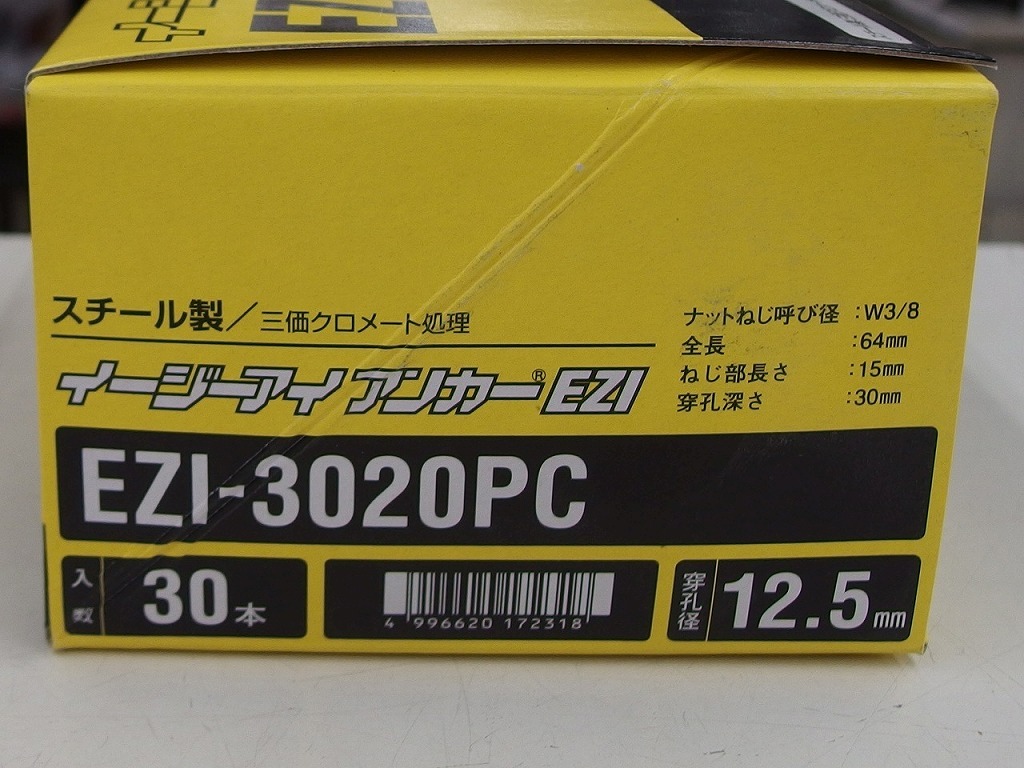 EZI
スチール製／三価クロメート処理
イージーアイアンカー® EZI
ナットねじ呼び径 :W3/8
全長 :64mm
ねじ部長さ :15mm
穿孔深さ :30mm
EZI-3020PC
入数 30本
4 996620 172318
穿孔径 12.5mm